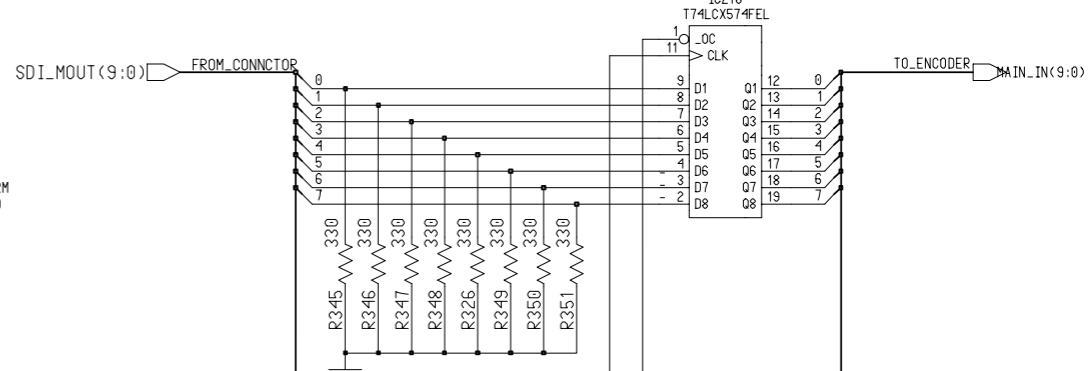 T74LCX574FEL
1 _OC
11 CLK
SDI_MOUT(9:0) FROM_CONNCTOR TO_ENCODER MAIN_IN(9:0)
0 9 D1 Q1 12 0
1 8 D2 Q2 13 1
2 7 D3 Q3 14 2
3 6 D4 Q4 15 3
4 5 D5 Q5 16 4
5 4 D6 Q6 17 5
6 3 D7 Q7 18 6
7 2 D8 Q8 19 7
330 330 330 330 330 330 330 330
R345 R346 R347 R348 R326 R349 R350 R351